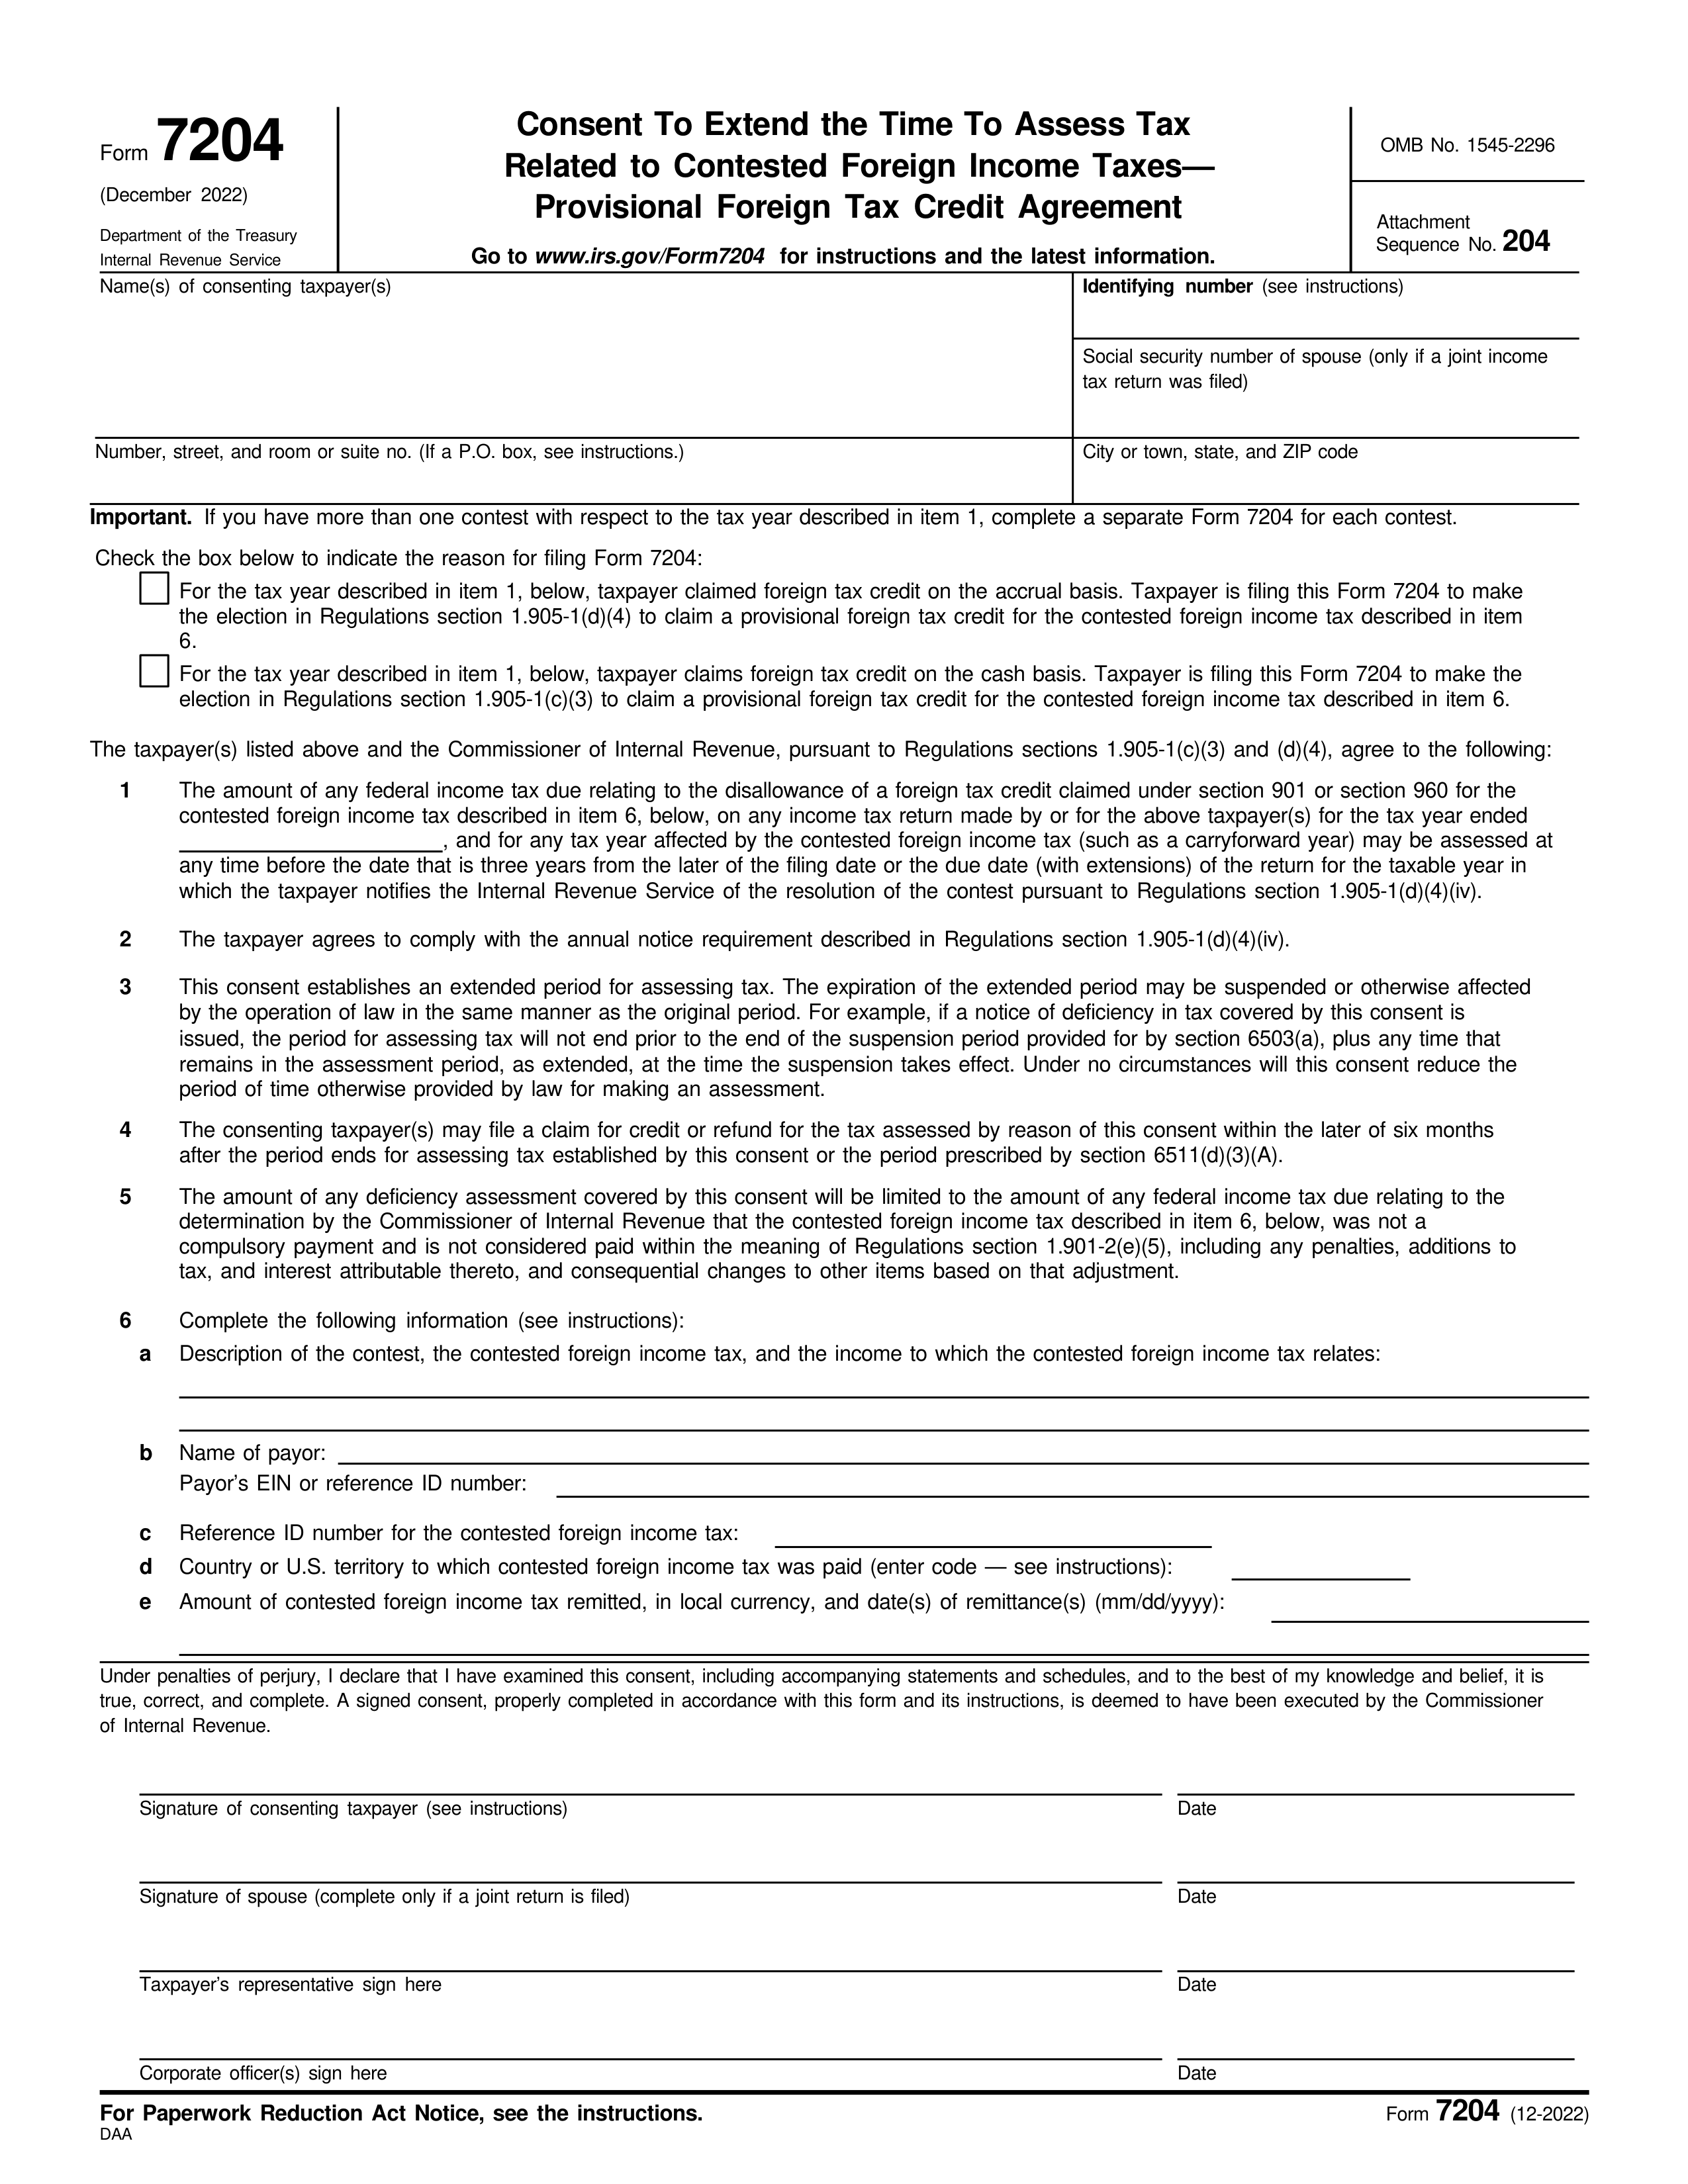 Form 7204
(December 2022)
Department of the Treasury
Internal Revenue Service
Consent To Extend the Time To Assess Tax
Related to Contested Foreign Income Taxes—
Provisional Foreign Tax Credit Agreement
Go to www.irs.gov/Form7204 for instructions and the latest information.
OMB No. 1545-2296
Attachment
Sequence No. 204
Name(s) of consenting taxpayer(s)
Identifying number (see instructions)
Social security number of spouse (only if a joint income
tax return was filed)
Number, street, and room or suite no. (If a P.O. box, see instructions.)
City or town, state, and ZIP code
Important. If you have more than one contest with respect to the tax year described in item 1, complete a separate Form 7204 for each contest.
Check the box below to indicate the reason for filing Form 7204:
For the tax year described in item 1, below, taxpayer claimed foreign tax credit on the accrual basis. Taxpayer is filing this Form 7204 to make
the election in Regulations section 1.905-1(d)(4) to claim a provisional foreign tax credit for the contested foreign income tax described in item
6.
For the tax year described in item 1, below, taxpayer claims foreign tax credit on the cash basis. Taxpayer is filing this Form 7204 to make the
election in Regulations section 1.905-1(c)(3) to claim a provisional foreign tax credit for the contested foreign income tax described in item 6.
The taxpayer(s) listed above and the Commissioner of Internal Revenue, pursuant to Regulations sections 1.905-1(c)(3) and (d)(4), agree to the following:
1 The amount of any federal income tax due relating to the disallowance of a foreign tax credit claimed under section 901 or section 960 for the
contested foreign income tax described in item 6, below, on any income tax return made by or for the above taxpayer(s) for the tax year ended
, and for any tax year affected by the contested foreign income tax (such as a carryforward year) may be assessed at
any time before the date that is three years from the later of the filing date or the due date (with extensions) of the return for the taxable year in
which the taxpayer notifies the Internal Revenue Service of the resolution of the contest pursuant to Regulations section 1.905-1(d)(4)(iv).
2 The taxpayer agrees to comply with the annual notice requirement described in Regulations section 1.905-1(d)(4)(iv).
3 This consent establishes an extended period for assessing tax. The expiration of the extended period may be suspended or otherwise affected
by the operation of law in the same manner as the original period. For example, if a notice of deficiency in tax covered by this consent is
issued, the period for assessing tax will not end prior to the end of the suspension period provided for by section 6503(a), plus any time that
remains in the assessment period, as extended, at the time the suspension takes effect. Under no circumstances will this consent reduce the
period of time otherwise provided by law for making an assessment.
4 The consenting taxpayer(s) may file a claim for credit or refund for the tax assessed by reason of this consent within the later of six months
after the period ends for assessing tax established by this consent or the period prescribed by section 6511(d)(3)(A).
5 The amount of any deficiency assessment covered by this consent will be limited to the amount of any federal income tax due relating to the
determination by the Commissioner of Internal Revenue that the contested foreign income tax described in item 6, below, was not a
compulsory payment and is not considered paid within the meaning of Regulations section 1.901-2(e)(5), including any penalties, additions to
tax, and interest attributable thereto, and consequential changes to other items based on that adjustment.
6 Complete the following information (see instructions):
a Description of the contest, the contested foreign income tax, and the income to which the contested foreign income tax relates:
b Name of payor:
Payor's EIN or reference ID number:
c Reference ID number for the contested foreign income tax:
d Country or U.S. territory to which contested foreign income tax was paid (enter code — see instructions):
e Amount of contested foreign income tax remitted, in local currency, and date(s) of remittance(s) (mm/dd/yyyy):
Under penalties of perjury, I declare that I have examined this consent, including accompanying statements and schedules, and to the best of my knowledge and belief, it is
true, correct, and complete. A signed consent, properly completed in accordance with this form and its instructions, is deemed to have been executed by the Commissioner
of Internal Revenue.
Signature of consenting taxpayer (see instructions) Date
Signature of spouse (complete only if a joint return is filed) Date
Taxpayer's representative sign here Date
Corporate officer(s) sign here Date
For Paperwork Reduction Act Notice, see the instructions. Form 7204 (12-2022)
DAA